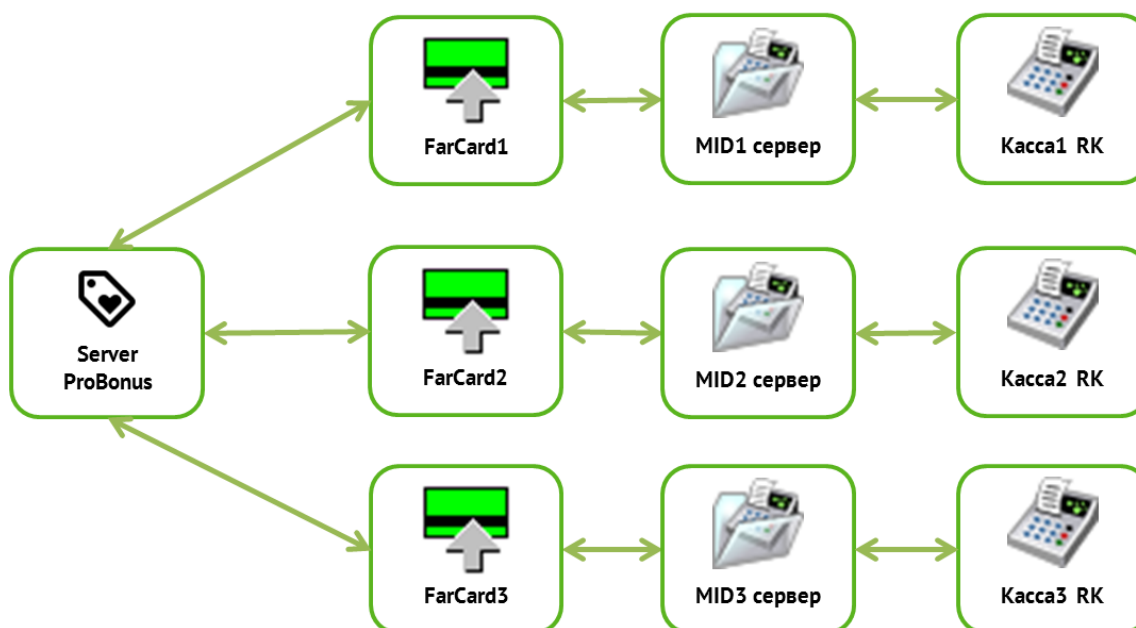 FarCard1
MID1 сервер
Касса1 RK
Server
ProBonus
FarCard2
MID2 сервер
Касса2 RK
FarCard3
MID3 сервер
Касса3 RK